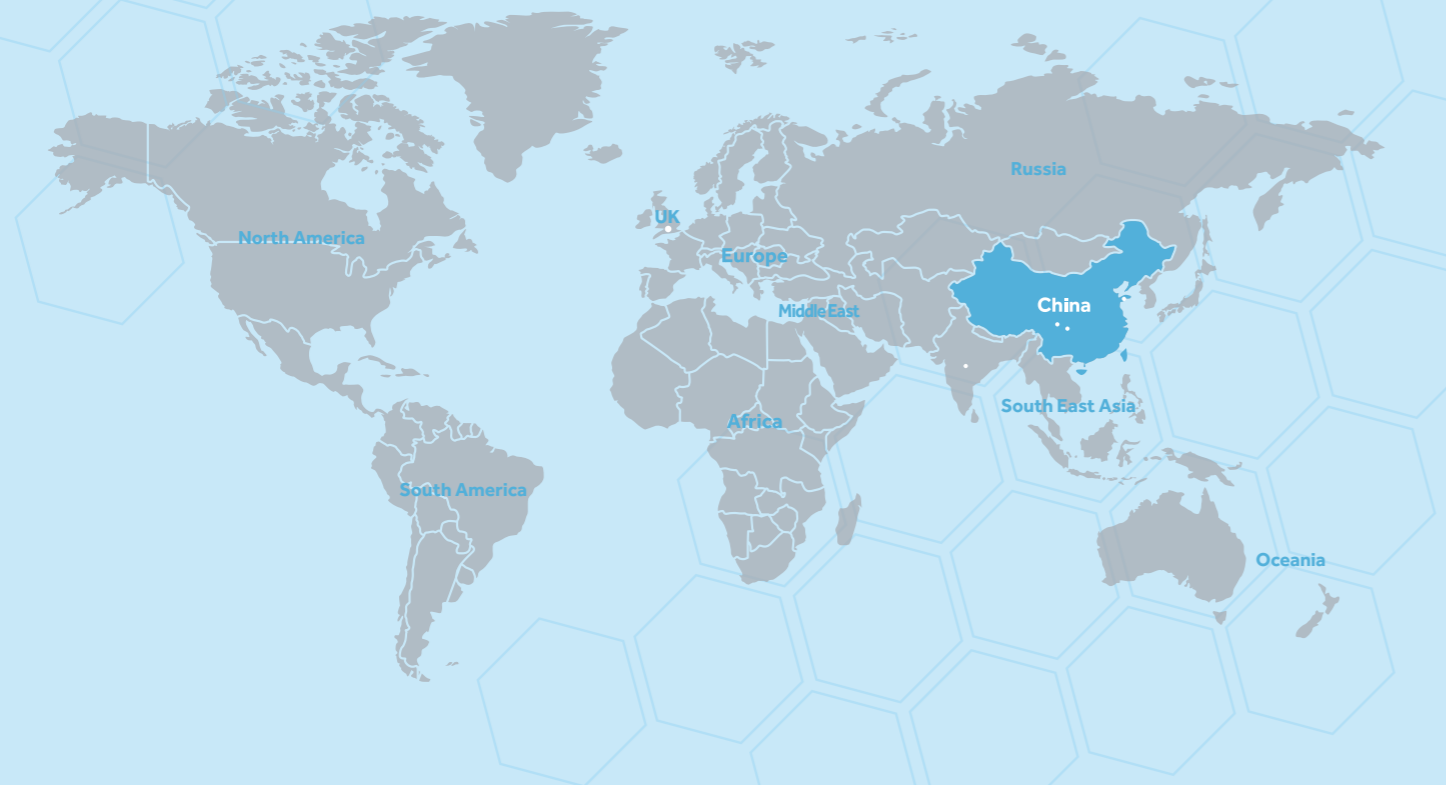 Russia
UK
North America
Europe
China
Middle East
South East Asia
Africa
South America
Oceania